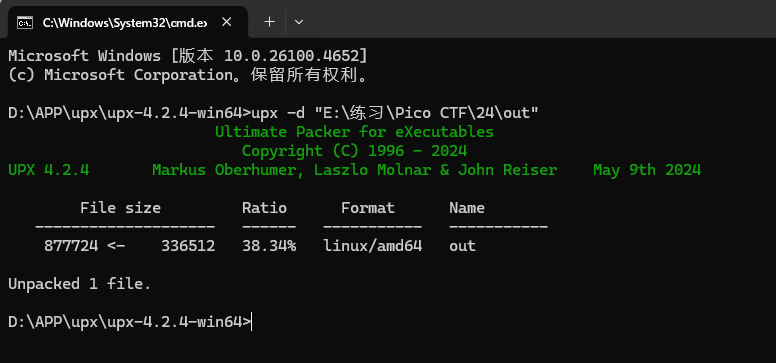 C:\Windows\System32\cmd.ex
Microsoft Windows [版本 10.0.26100.4652]
(c) Microsoft Corporation。保留所有权利。
D:\APP\upx\upx-4.2.4-win64>upx -d "E:\练习\Pico CTF\24\out"
Ultimate Packer for eXecutables
Copyright (C) 1996 - 2024
UPX 4.2.4 Markus Oberhumer, Laszlo Molnar & John Reiser May 9th 2024
File size Ratio Format Name
-------------------- ------ ----------- -----------
877724 <- 336512 38.34% linux/amd64 out
Unpacked 1 file.
D:\APP\upx\upx-4.2.4-win64>